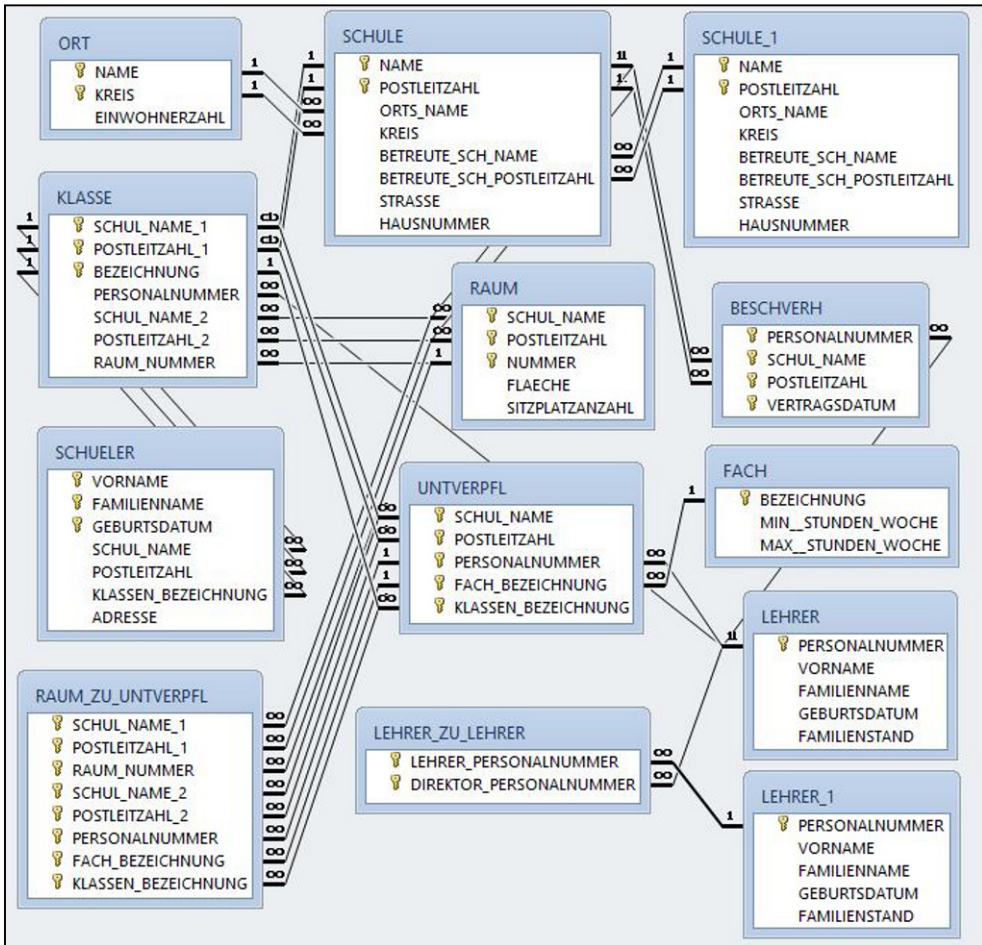 ORT
NAME
KREIS
EINWOHNERZAHL
SCHULE
NAME
POSTLEITZAHL
ORTS_NAME
KREIS
BETREUTE_SCH_NAME
BETREUTE_SCH_POSTLEITZAHL
STRASSE
HAUSNUMMER
SCHULE_1
NAME
POSTLEITZAHL
ORTS_NAME
KREIS
BETREUTE_SCH_NAME
BETREUTE_SCH_POSTLEITZAHL
STRASSE
HAUSNUMMER
KLASSE
SCHUL_NAME_1
POSTLEITZAHL_1
BEZEICHNUNG
PERSONALNUMMER
SCHUL_NAME_2
POSTLEITZAHL_2
RAUM_NUMMER
RAUM
SCHUL_NAME
POSTLEITZAHL
NUMMER
FLAECHE
SITZPLATZANZAHL
BESCHVERH
PERSONALNUMMER
SCHUL_NAME
POSTLEITZAHL
VERTRAGSDATUM
SCHUELER
VORNAME
FAMILIENNAME
GEBURTSDATUM
SCHUL_NAME
POSTLEITZAHL
KLASSEN_BEZEICHNUNG
ADRESSE
UNTVERPFL
SCHUL_NAME
POSTLEITZAHL
PERSONALNUMMER
FACH_BEZEICHNUNG
KLASSEN_BEZEICHNUNG
FACH
BEZEICHNUNG
MIN__STUNDEN_WOCHE
MAX__STUNDEN_WOCHE
LEHRER
PERSONALNUMMER
VORNAME
FAMILIENNAME
GEBURTSDATUM
FAMILIENSTAND
RAUM_ZU_UNTVERPFL
SCHUL_NAME_1
POSTLEITZAHL_1
RAUM_NUMMER
SCHUL_NAME_2
POSTLEITZAHL_2
PERSONALNUMMER
FACH_BEZEICHNUNG
KLASSEN_BEZEICHNUNG
LEHRER_ZU_LEHRER
LEHRER_PERSONALNUMMER
DIREKTOR_PERSONALNUMMER
LEHRER_1
PERSONALNUMMER
VORNAME
FAMILIENNAME
GEBURTSDATUM
FAMILIENSTAND